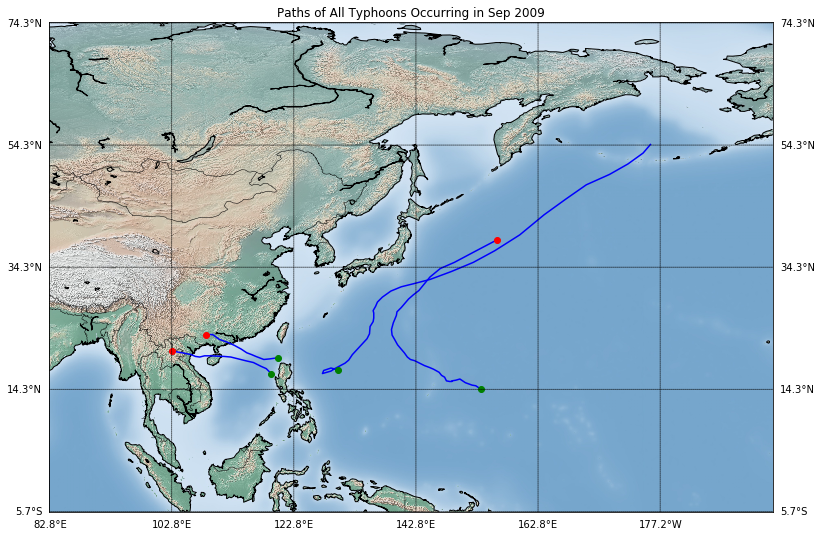 Paths of All Typhoons Occurring in Sep 2009
74.3°N 74.3°N
54.3°N 54.3°N
34.3°N 34.3°N
14.3°N 14.3°N
5.7°S 5.7°S
82.8°E 102.8°E 122.8°E 142.8°E 162.8°E 177.2°W